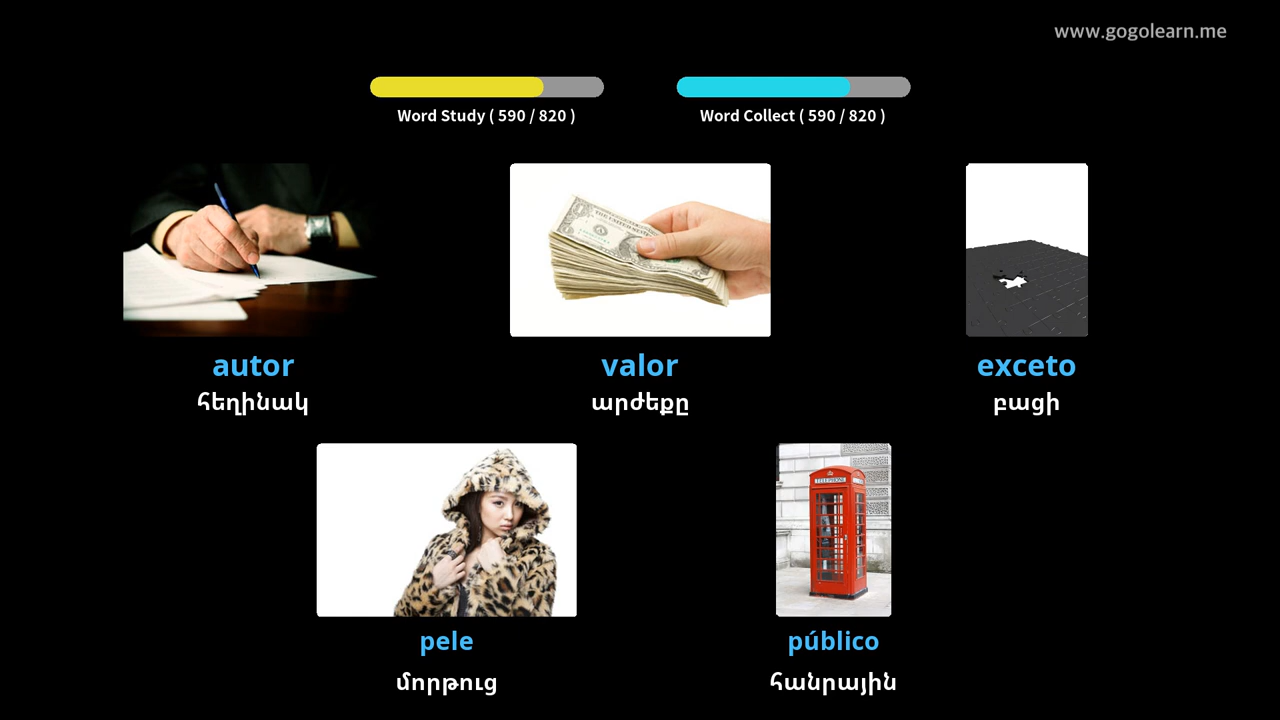 www.gogolearn.me
Word Study ( 590 / 820 )
Word Collect ( 590 / 820 )
autor
valor
exceto
հեղինակ
արժեքը
բացի
TELEPHONE
pele
público
մորթուց
հանրային